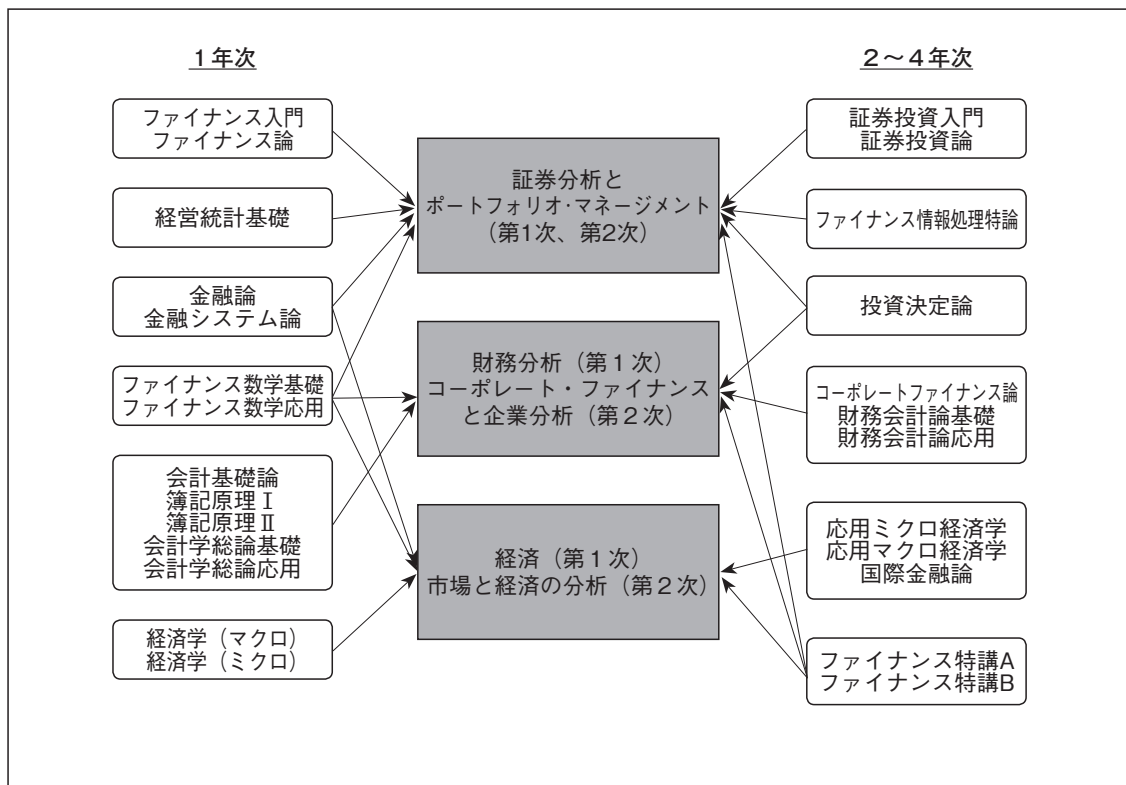 1年次
ファイナンス入門
ファイナンス論
経営統計基礎
金融論
金融システム論
ファイナンス数学基礎
ファイナンス数学応用
会計基礎論
簿記原理Ⅰ
簿記原理Ⅱ
会計学総論基礎
会計学総論応用
経済学（マクロ）
経済学（ミクロ）
証券分析と
ポートフォリオ･マネージメント
（第1次、第2次）
財務分析（第１次）
コーポレート・ファイナンス
と企業分析（第２次）
経済（第１次）
市場と経済の分析（第２次）
２～４年次
証券投資入門
証券投資論
ファイナンス情報処理特論
投資決定論
コーポレートファイナンス論
財務会計論基礎
財務会計論応用
応用ミクロ経済学
応用マクロ経済学
国際金融論
ファイナンス特講A
ファイナンス特講B